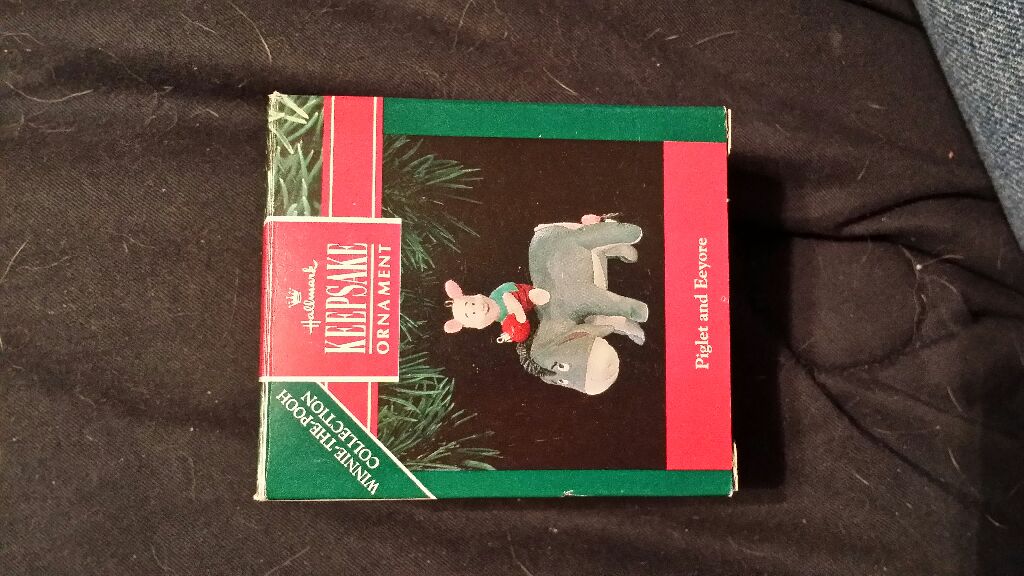 WINNIE-THE-POOH
COLLECTION
Hallmark
KEEPSAKE
ORNAMENT
Piglet and Eeyore